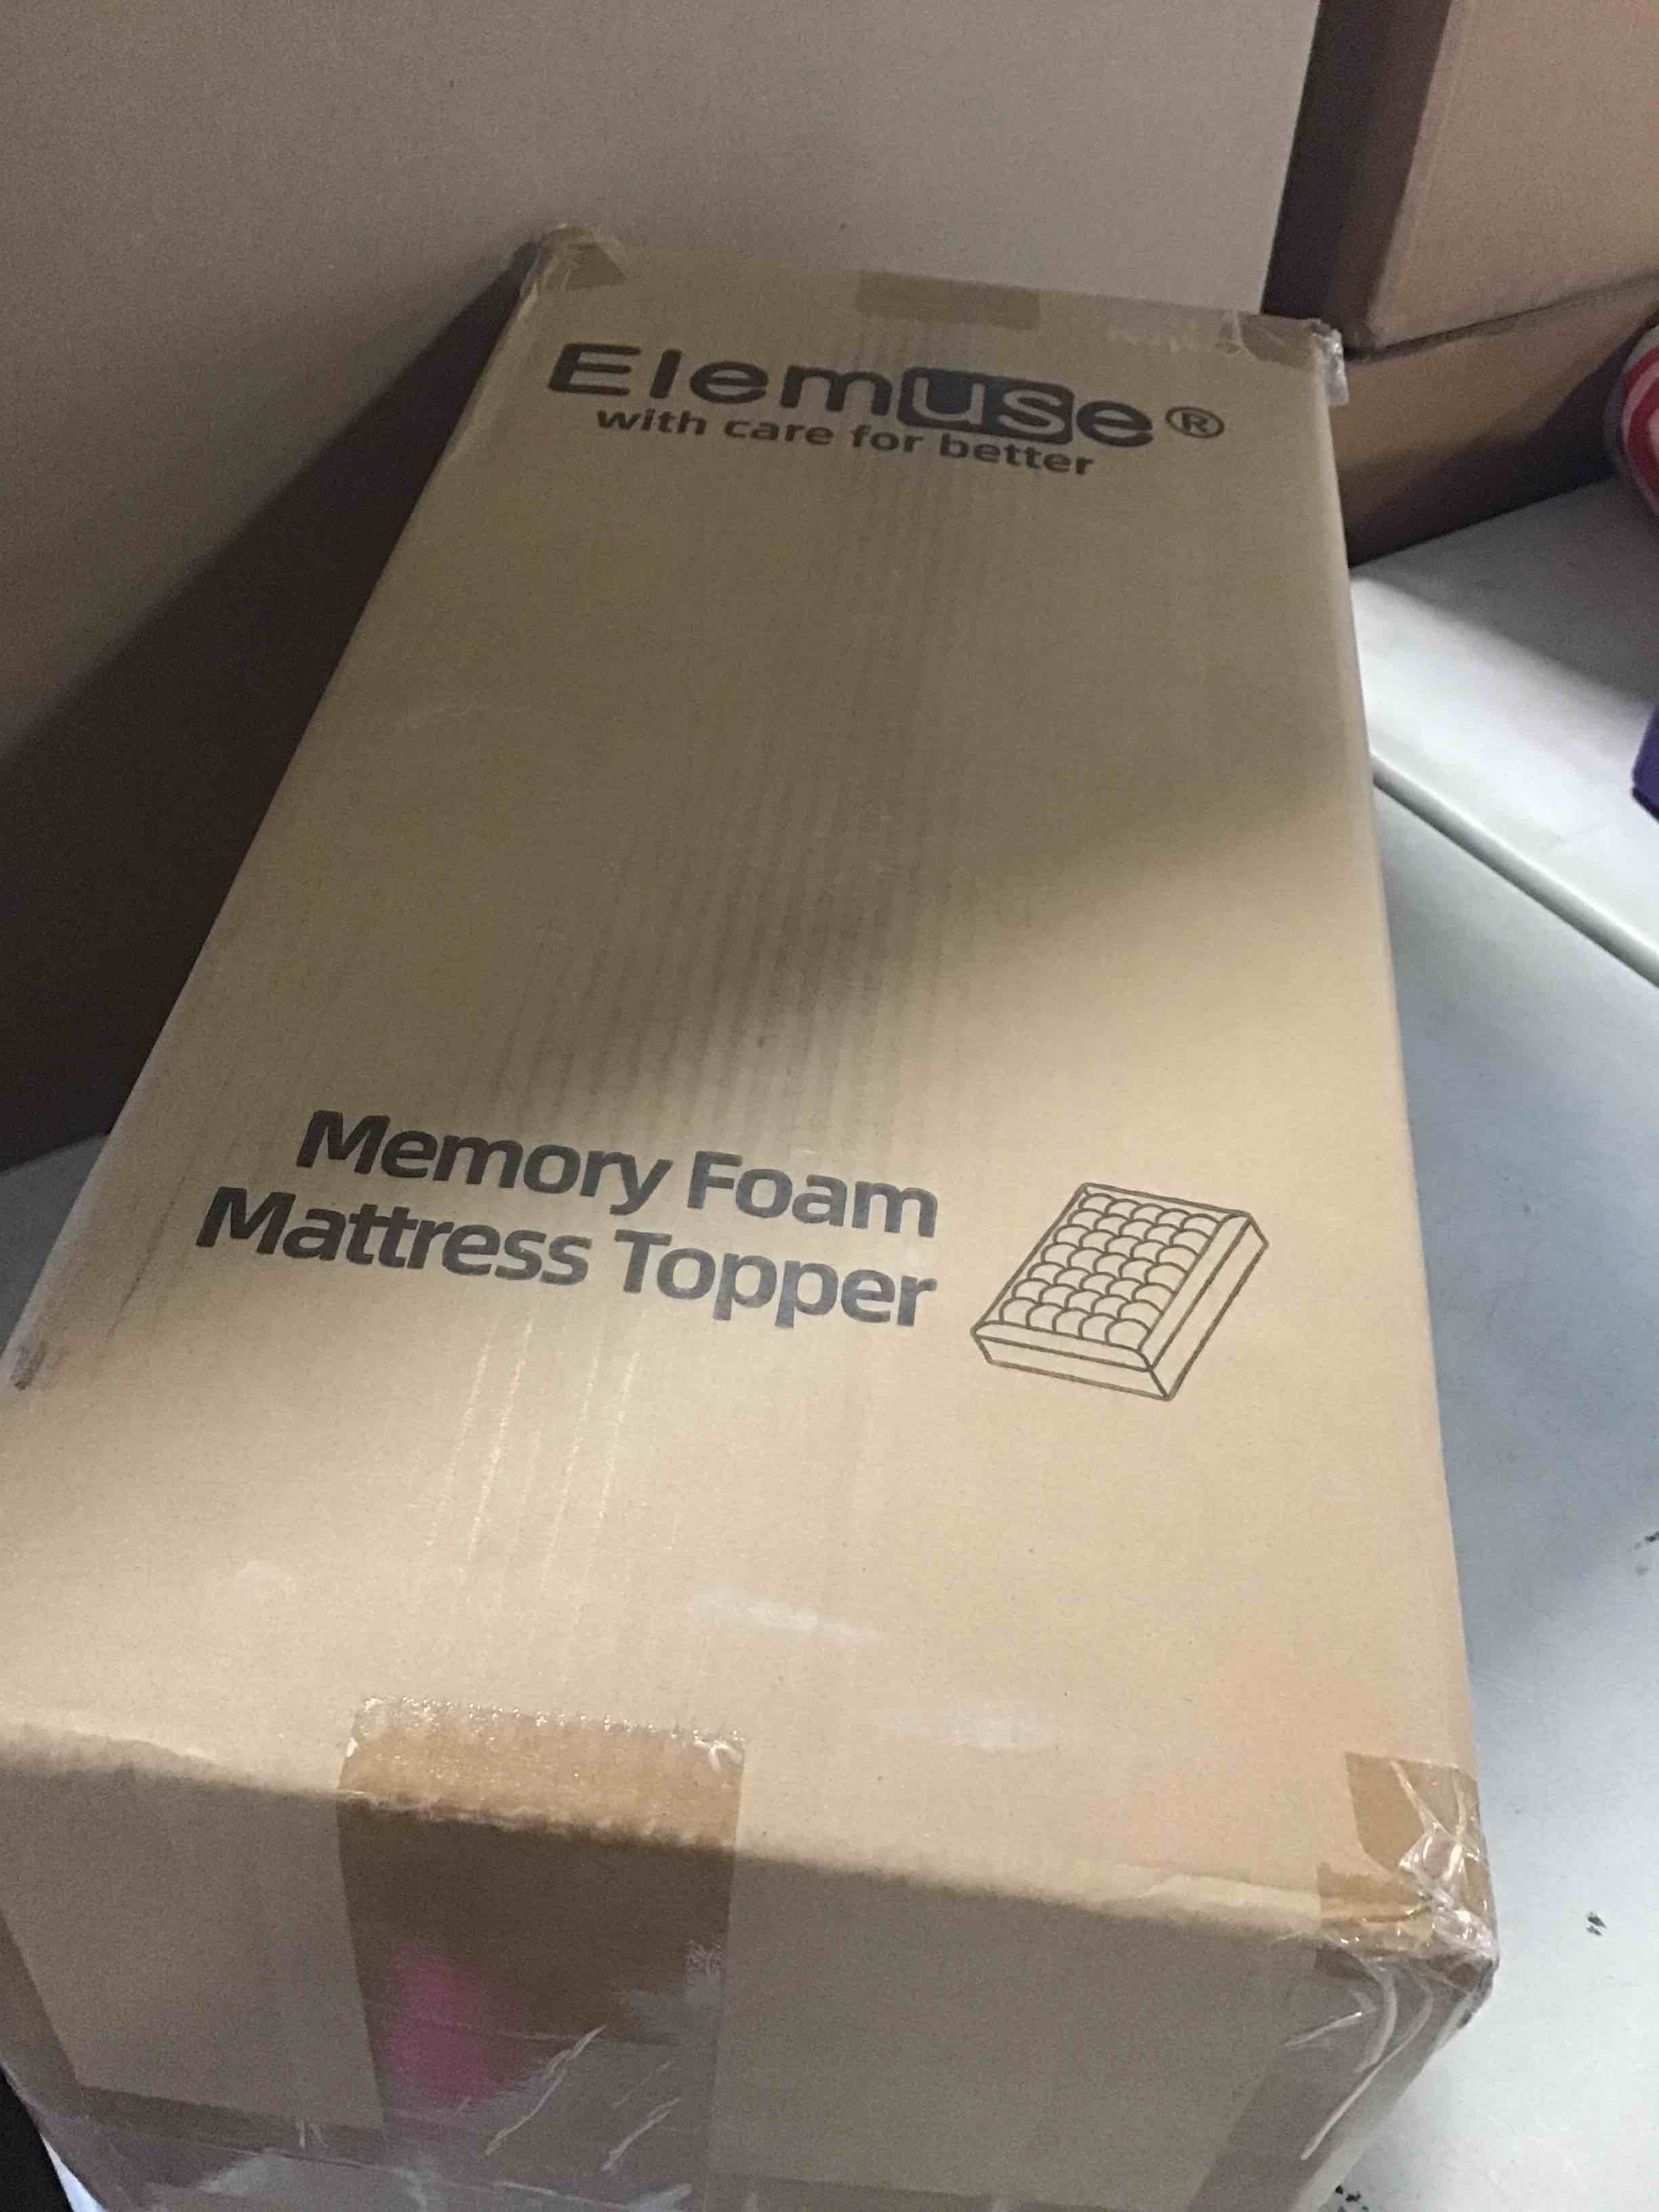 Elemuse®
with care for better
Memory Foam
Mattress Topper